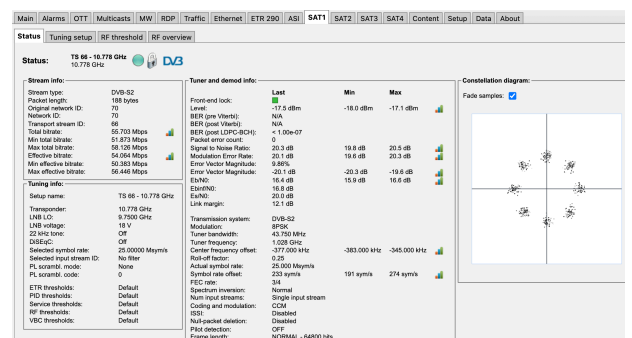 Main Alarms OTT Multicasts MW RDP Traffic Ethernet ETR 290 ASI SAT1 SAT2 SAT3 SAT4 Content Setup Data About
Status Tuning setup RF threshold RF overview
Status: TS 66 - 10.778 GHz
10.778 GHz
DVB
Stream info:
Stream type: DVB-S2
Packet length: 188 bytes
Original network ID: 70
Network ID: 70
Transport stream ID: 66
Total bitrate: 55.703 Mbps
Min total bitrate: 51.873 Mbps
Max total bitrate: 58.126 Mbps
Effective bitrate: 54.064 Mbps
Min effective bitrate: 50.383 Mbps
Max effective bitrate: 56.446 Mbps
Tuning info:
Setup name: TS 66 - 10.778 GHz
Transponder: 10.778 GHz
LNB LO: 9.7500 GHz
LNB voltage: 18 V
22 kHz tone: Off
DiSEqC: Off
Selected symbol rate: 25.00000 Msym/s
Selected input stream ID: No filter
PL scrambl. mode: None
PL scrambl. code: 0
ETR thresholds: Default
PID thresholds: Default
Service thresholds: Default
RF thresholds: Default
VBC thresholds: Default
Tuner and demod info:
Last Min Max
Front-end lock:
Level: -17.5 dBm -18.0 dBm -17.1 dBm
BER (pre Viterbi): N/A
BER (post Viterbi): N/A
BER (post LDPC-BCH): < 1.00e-07
Packet error count: 0
Signal to Noise Ratio: 20.3 dB 19.8 dB 20.5 dB
Modulation Error Rate: 20.1 dB 19.8 dB 20.3 dB
Error Vector Magnitude: 9.86%
Error Vector Magnitude: -20.1 dB -20.3 dB -19.6 dB
Eb/N0: 16.4 dB 15.9 dB 16.6 dB
Ebinf/N0: 16.8 dB
Es/N0: 20.0 dB
Link margin: 12.1 dB
Transmission system: DVB-S2
Modulation: 8PSK
Tuner bandwidth: 43.750 MHz
Tuner frequency: 1.028 GHz
Center frequency offset: -377.000 kHz -383.000 kHz -345.000 kHz
Roll-off factor: 0.25
Actual symbol rate: 25.000 Msym/s
Symbol rate offset: 233 sym/s 191 sym/s 274 sym/s
FEC rate: 3/4
Spectrum inversion: Normal
Num input streams: Single input stream
Coding and modulation: CCM
ISSI: Disabled
Null-packet deletion: Disabled
Pilot detection: OFF
Frame length: NORMAL - 64800 bits
Constellation diagram:
Fade samples: